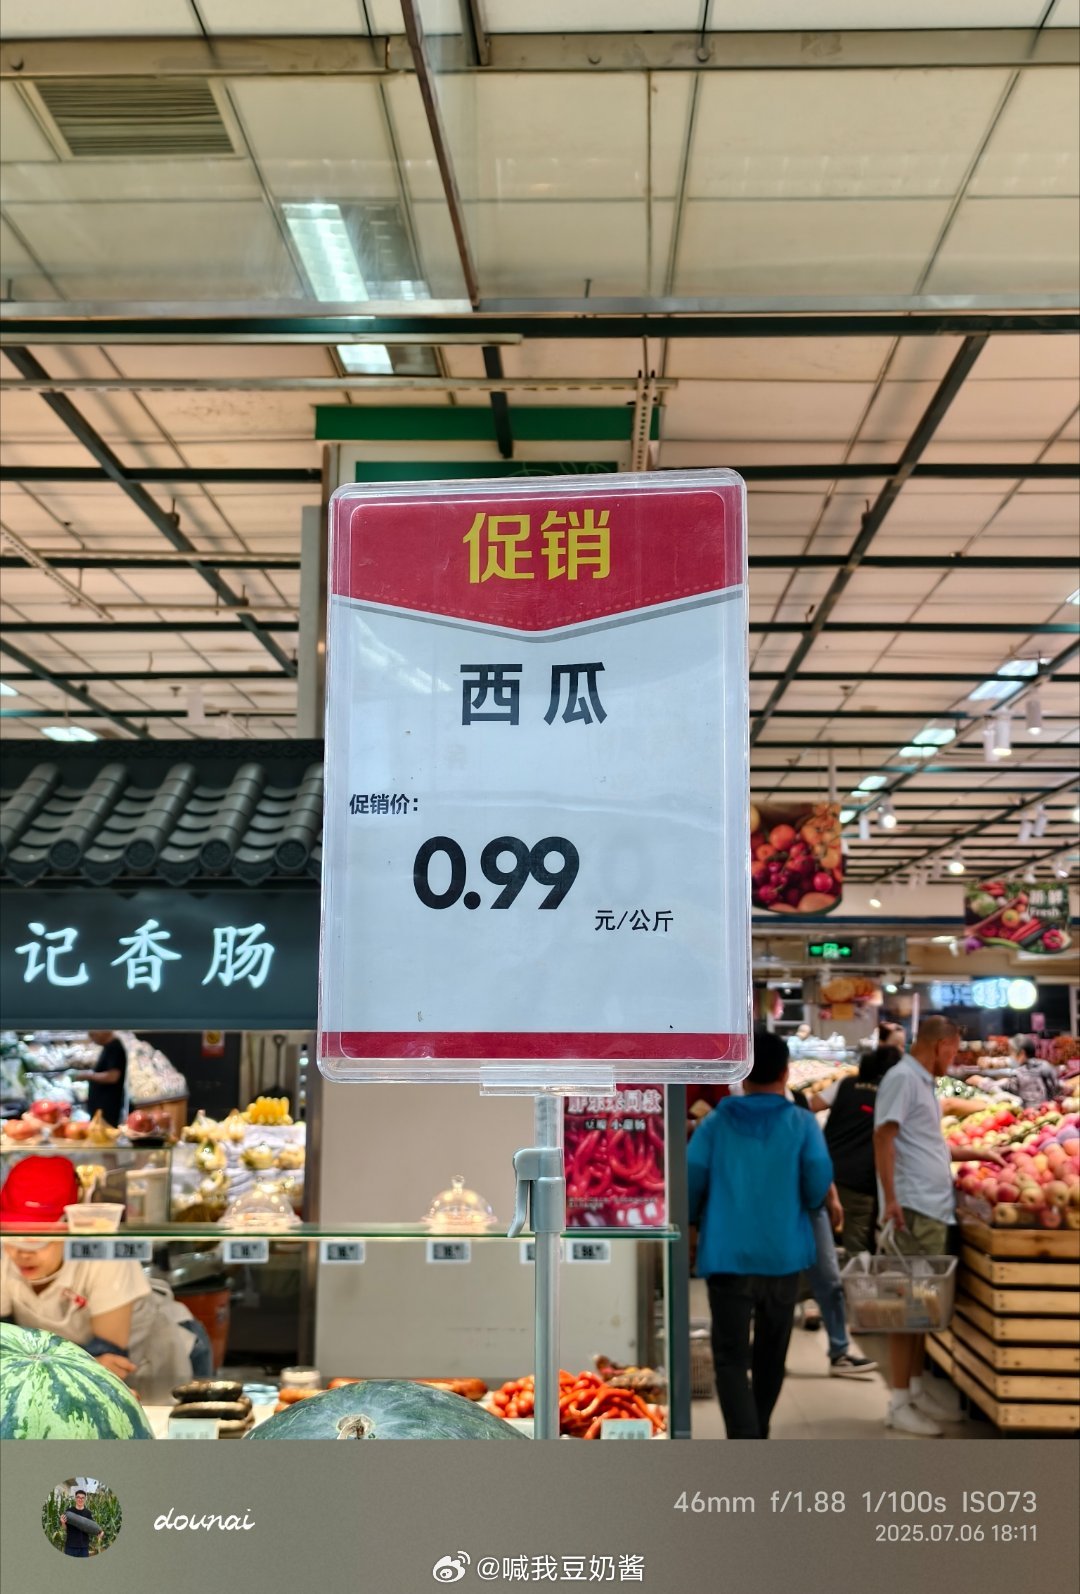 促销
西瓜
促销价:
0.99
元/公斤
记香肠
Fresh
dounai
46mm f/1.88 1/100s ISO73
2025.07.06 18:11
@喊我豆奶酱